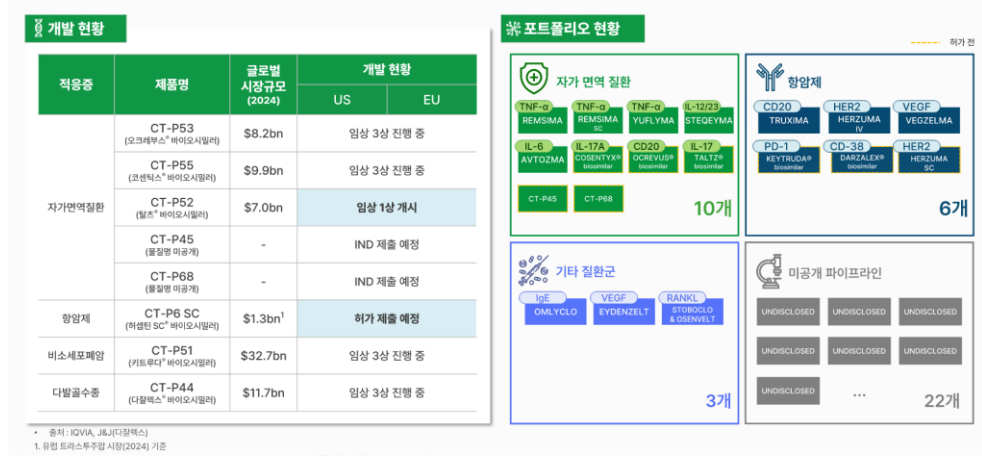 개발 현황
적응증
제품명
글로벌
시장규모
(2024)
개발 현황
US
EU
자가면역질환
CT-P53
(오크레부스® 바이오시밀러)
$8.2bn
임상 3상 진행 중
CT-P55
(코센틱스® 바이오시밀러)
$9.9bn
임상 3상 진행 중
CT-P52
(탈츠® 바이오시밀러)
$7.0bn
임상 1상 개시
CT-P45
(물질명 미공개)
-
IND 제출 예정
CT-P68
(물질명 미공개)
-
IND 제출 예정
항암제
CT-P6 SC
(허셉틴 SC® 바이오시밀러)
$1.3bn1
허가 제출 예정
비소세포폐암
CT-P51
(키트루다® 바이오시밀러)
$32.7bn
임상 3상 진행 중
다발골수종
CT-P44
(다잘렉스® 바이오시밀러)
$11.7bn
임상 3상 진행 중
• 출처 : IQVIA, J&J(다잘렉스)
1. 유럽 트라스투주맙 시장(2024) 기준
포트폴리오 현황
허가 전
자가 면역 질환
TNF-α
REMSIMA
TNF-α
REMSIMA
SC
TNF-α
YUFLYMA
IL-12/23
STEQEYMA
IL-6
AVTOZMA
IL-17A
COSENTYX®
biosimilar
CD20
OCREVUS®
biosimilar
IL-17
TALTZ®
biosimilar
CT-P45
CT-P68
10개
항암제
CD20
TRUXIMA
HER2
HERZUMA
IV
VEGF
VEGZELMA
PD-1
KEYTRUDA®
biosimilar
CD-38
DARZALEX®
biosimilar
HER2
HERZUMA
SC
6개
기타 질환군
IgE
OMLYCLO
VEGF
EYDENZELT
RANKL
STOBOCLO
& OSENVELT
3개
미공개 파이프라인
UNDISCLOSED
UNDISCLOSED
UNDISCLOSED
UNDISCLOSED
UNDISCLOSED
UNDISCLOSED
UNDISCLOSED
...
22개